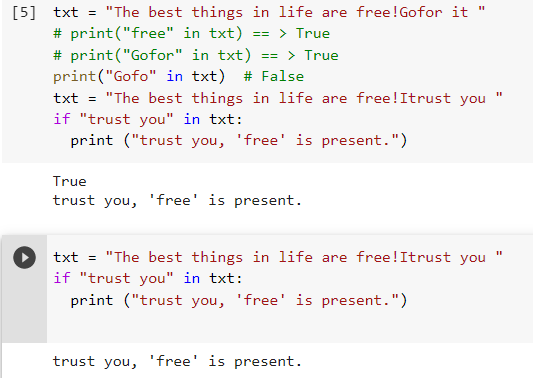 [5] txt = "The best things in life are free!Gofor it "
# print("free" in txt) == > True
# print("Gofor" in txt) == > True
print("Gofo" in txt)  # False
txt = "The best things in life are free!Itrust you "
if "trust you" in txt:
  print ("trust you, 'free' is present.")
True
trust you, 'free' is present.
txt = "The best things in life are free!Itrust you "
if "trust you" in txt:
  print ("trust you, 'free' is present.")
trust you, 'free' is present.